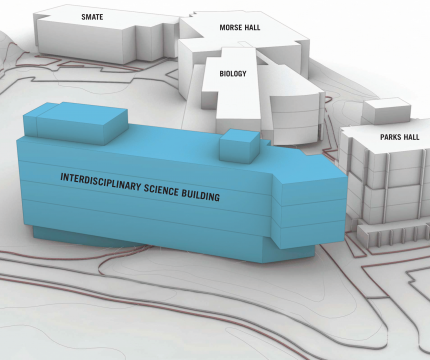 SMATE
MORSE HALL
BIOLOGY
PARKS HALL
INTERDISCIPLINARY SCIENCE BUILDING